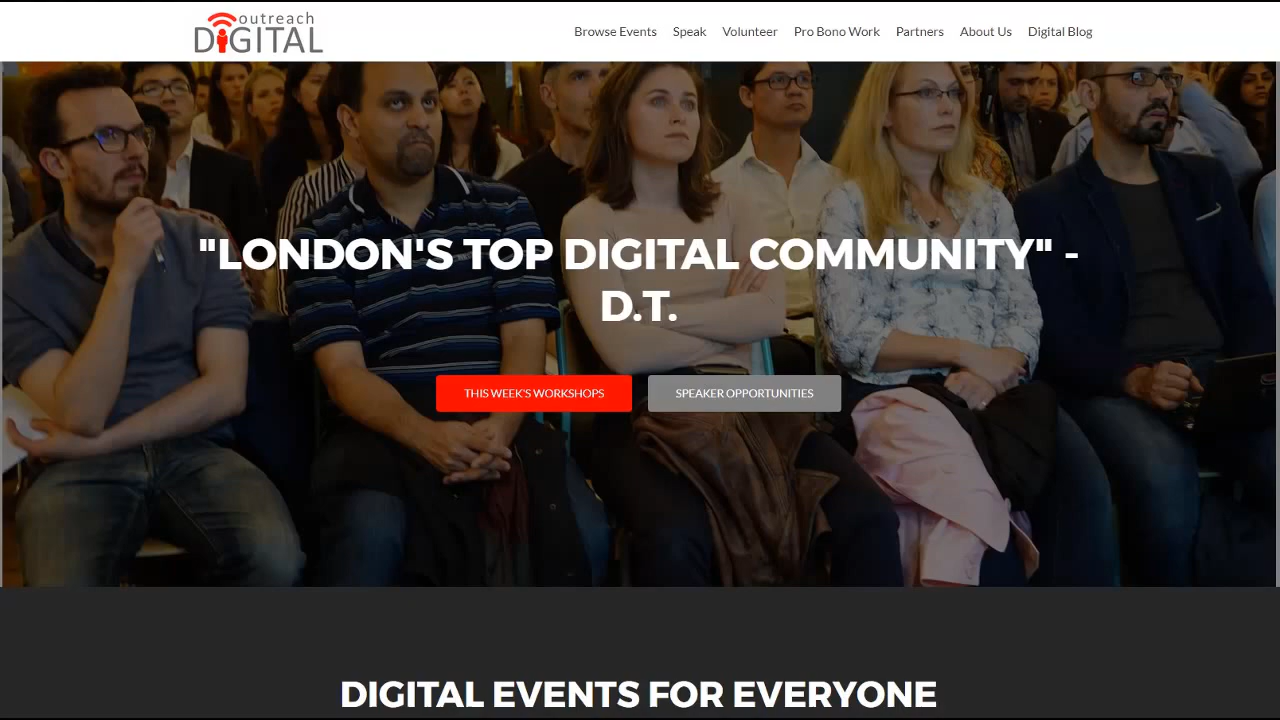 outreach
DIGITAL
Browse Events Speak Volunteer Pro Bono Work Partners About Us Digital Blog
"LONDON'S TOP DIGITAL COMMUNITY" -
D.T.
THIS WEEK'S WORKSHOPS SPEAKER OPPORTUNITIES
DIGITAL EVENTS FOR EVERYONE